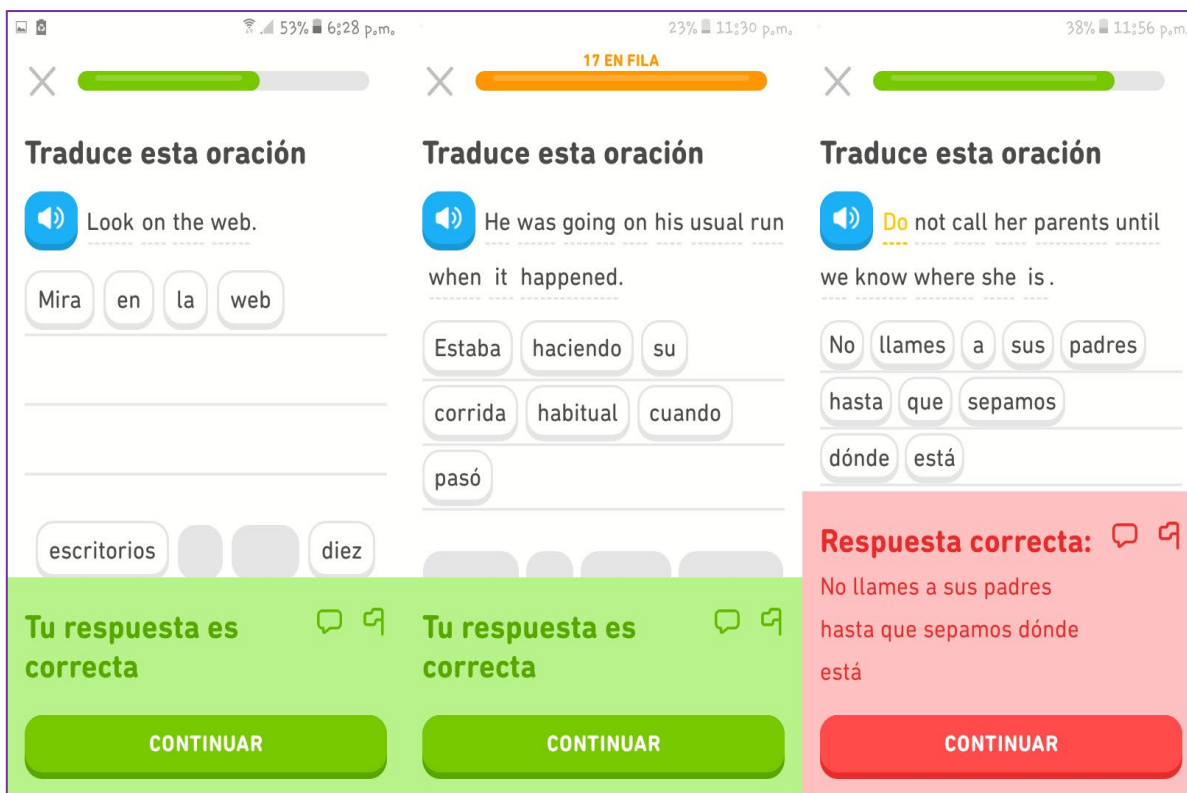 53% 6:28 p.m.
Traduce esta oración
Look on the web.
Mira en la web
escritorios diez
Tu respuesta es
correcta
CONTINUAR
23% 11:30 p.m.
17 EN FILA
Traduce esta oración
He was going on his usual run
when it happened.
Estaba haciendo su
corrida habitual cuando
pasó
Tu respuesta es
correcta
CONTINUAR
38% 11:56 p.m.
Traduce esta oración
Do not call her parents until
we know where she is.
No llames a sus padres
hasta que sepamos
dónde está
Respuesta correcta:
No llames a sus padres
hasta que sepamos dónde
está
CONTINUAR